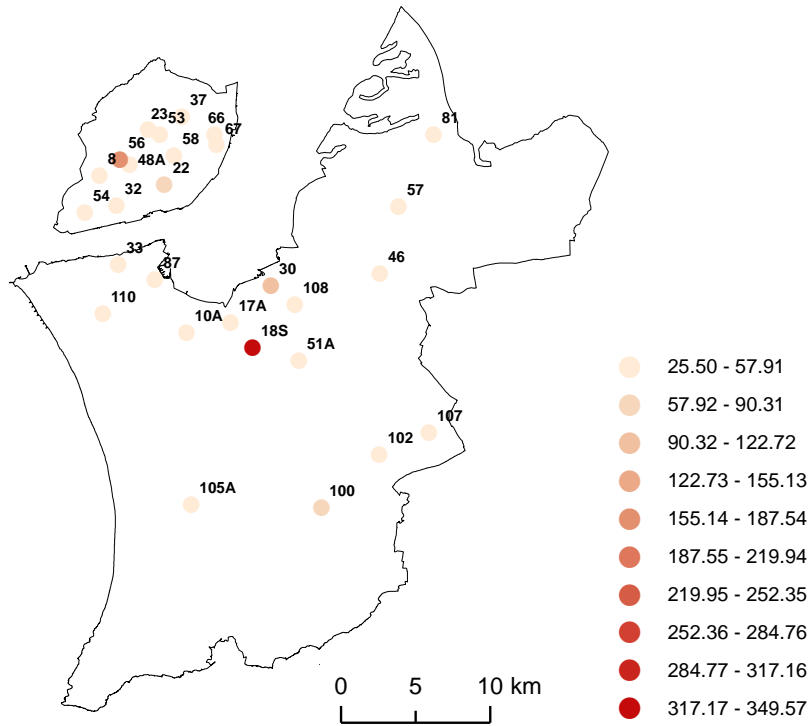 37
23 53 66
67
81
56 58
8 48A 22
54 32
57
33
87
30
46
110
108
10A 17A
18S
51A
107
102
105A
100
25.50 - 57.91
57.92 - 90.31
90.32 - 122.72
122.73 - 155.13
155.14 - 187.54
187.55 - 219.94
219.95 - 252.35
252.36 - 284.76
284.77 - 317.16
317.17 - 349.57
0 5 10 km